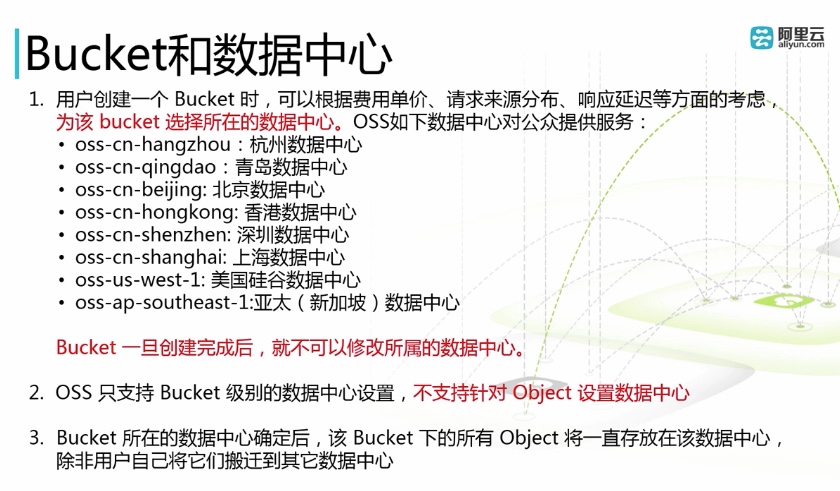 Bucket和数据中心
阿里云
aliyun.com
1. 用户创建一个 Bucket 时，可以根据费用单价、请求来源分布、响应延迟等方面的考虑，
为该 bucket 选择所在的数据中心。OSS如下数据中心对公众提供服务：
• oss-cn-hangzhou：杭州数据中心
• oss-cn-qingdao：青岛数据中心
• oss-cn-beijing: 北京数据中心
• oss-cn-hongkong: 香港数据中心
• oss-cn-shenzhen: 深圳数据中心
• oss-cn-shanghai: 上海数据中心
• oss-us-west-1: 美国硅谷数据中心
• oss-ap-southeast-1:亚太（新加坡）数据中心
Bucket 一旦创建完成后，就不可以修改所属的数据中心。
2. OSS 只支持 Bucket 级别的数据中心设置，不支持针对 Object 设置数据中心
3. Bucket 所在的数据中心确定后，该 Bucket 下的所有 Object 将一直存放在该数据中心，
除非用户自己将它们搬迁到其它数据中心